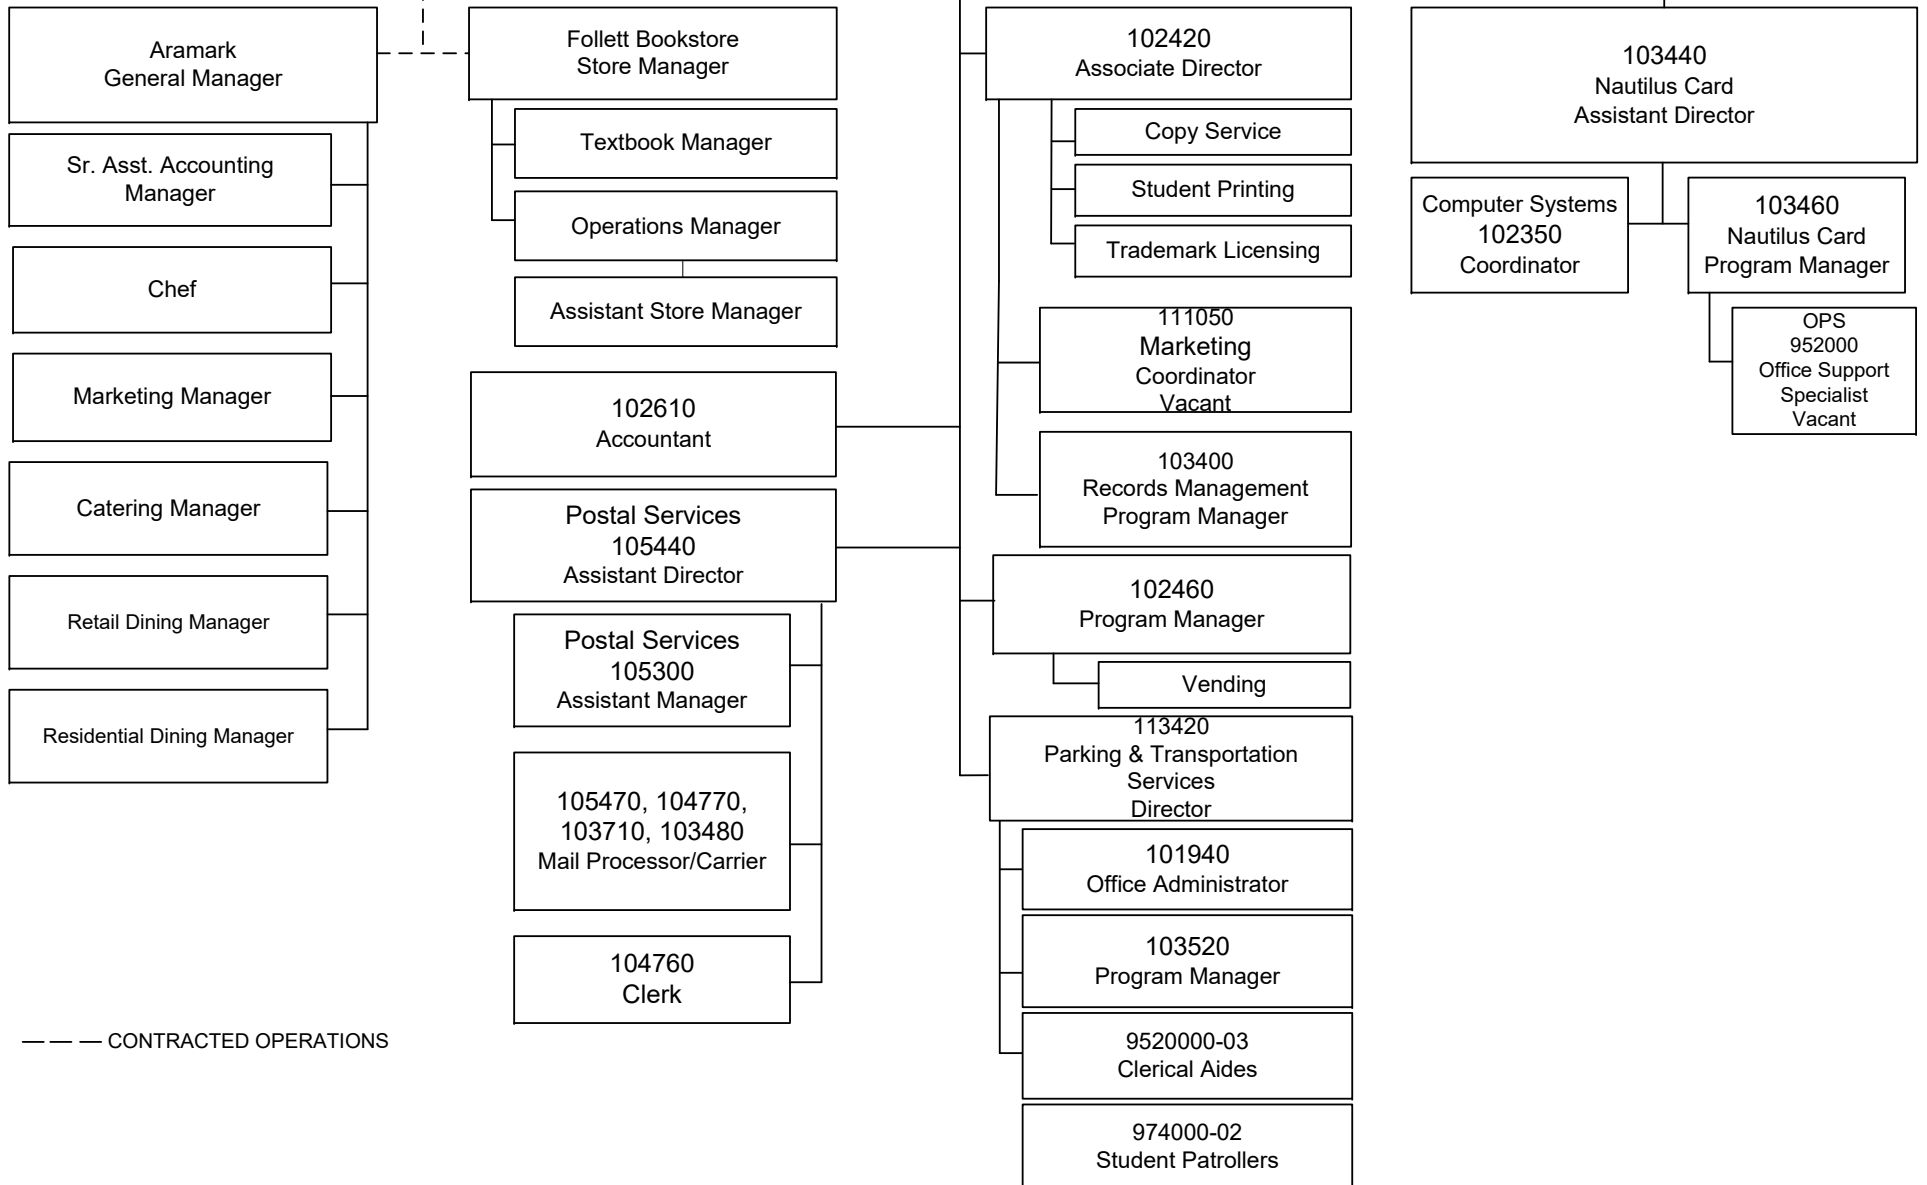 Aramark
General Manager
Sr. Asst. Accounting
Manager
Chef
Marketing Manager
Catering Manager
Retail Dining Manager
Residential Dining Manager
— — — CONTRACTED OPERATIONS
Follett Bookstore
Store Manager
Textbook Manager
Operations Manager
Assistant Store Manager
102610
Accountant
Postal Services
105440
Assistant Director
Postal Services
105300
Assistant Manager
105470, 104770,
103710, 103480
Mail Processor/Carrier
104760
Clerk
102420
Associate Director
Copy Service
Student Printing
Trademark Licensing
111050
Marketing
Coordinator
Vacant
103400
Records Management
Program Manager
102460
Program Manager
Vending
113420
Parking & Transportation
Services
Director
101940
Office Administrator
103520
Program Manager
9520000-03
Clerical Aides
974000-02
Student Patrollers
103440
Nautilus Card
Assistant Director
Computer Systems
102350
Coordinator
103460
Nautilus Card
Program Manager
OPS
952000
Office Support
Specialist
Vacant